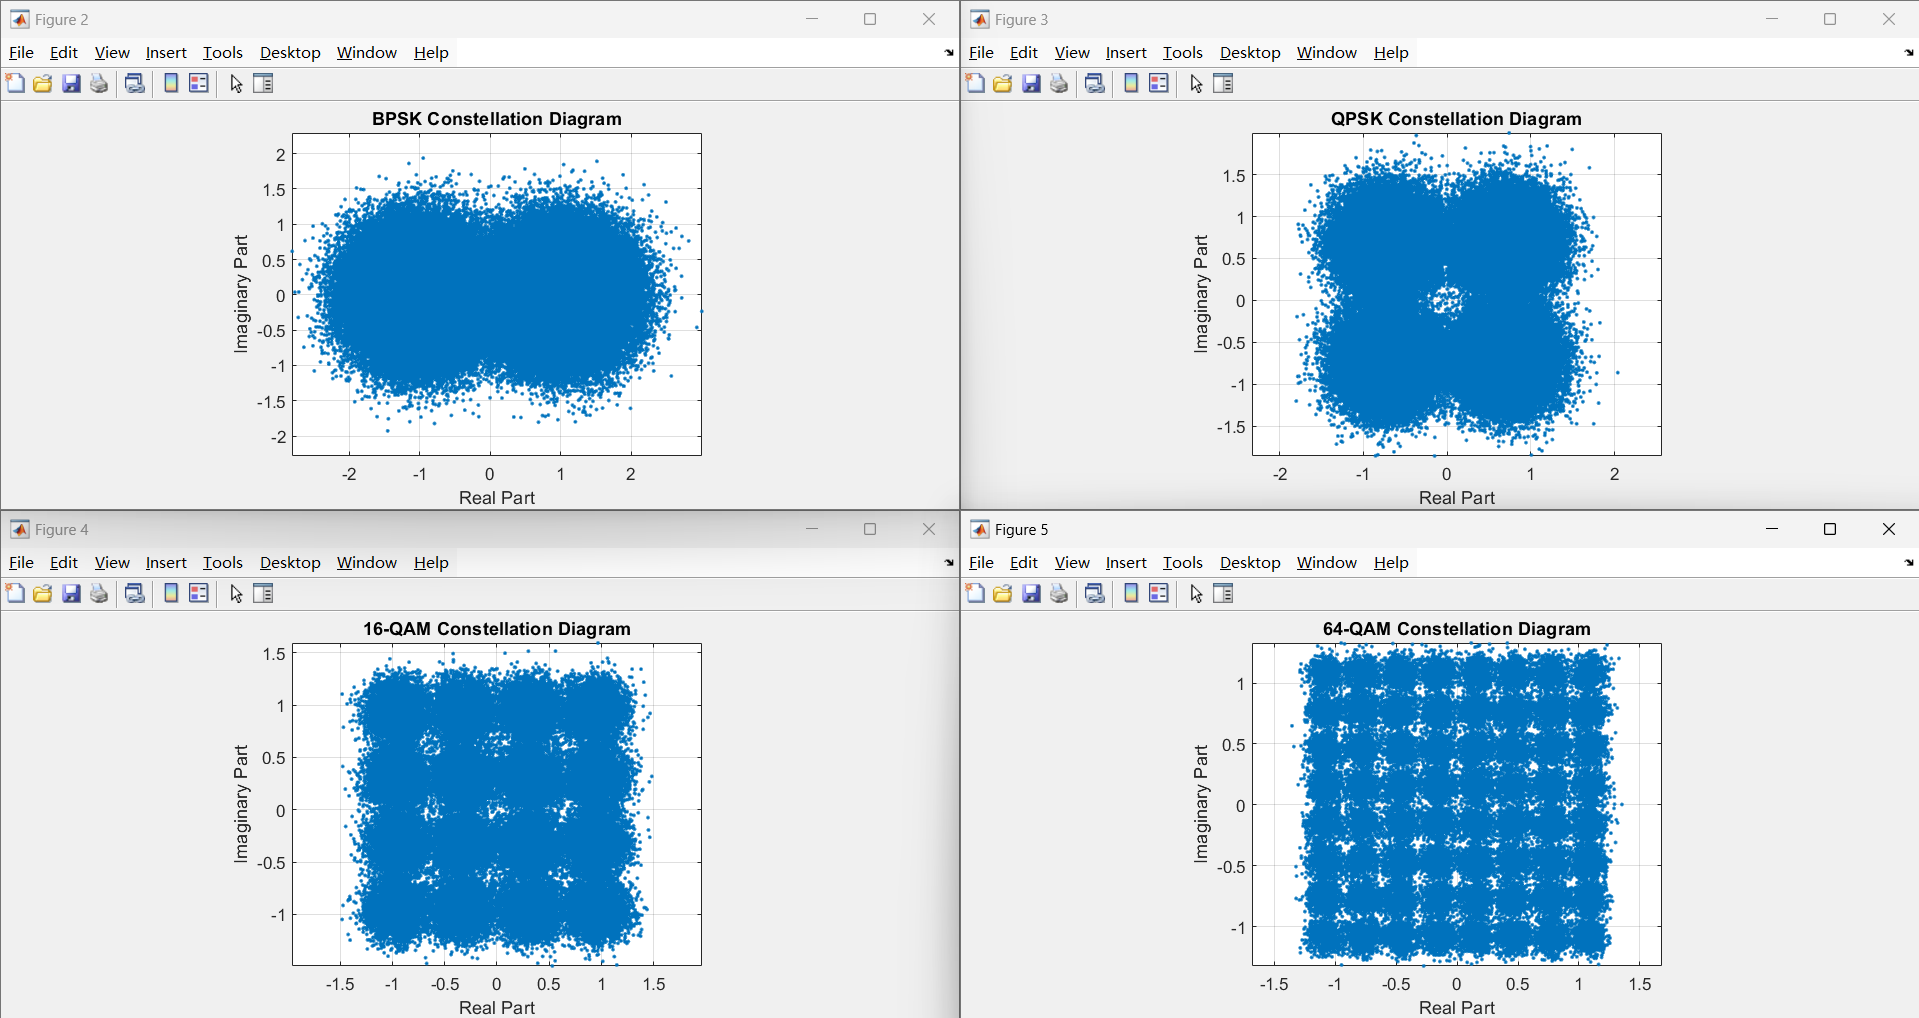 Figure 2
File Edit View Insert Tools Desktop Window Help
BPSK Constellation Diagram
2
1.5
1
0.5
0
-0.5
-1
-1.5
-2
Imaginary Part
-2 -1 0 1 2
Real Part
Figure 3
File Edit View Insert Tools Desktop Window Help
QPSK Constellation Diagram
1.5
1
0.5
0
-0.5
-1
-1.5
Imaginary Part
-2 -1 0 1 2
Real Part
Figure 4
File Edit View Insert Tools Desktop Window Help
16-QAM Constellation Diagram
1.5
1
0.5
0
-0.5
-1
Imaginary Part
-1.5 -1 -0.5 0 0.5 1 1.5
Real Part
Figure 5
File Edit View Insert Tools Desktop Window Help
64-QAM Constellation Diagram
1
0.5
0
-0.5
-1
Imaginary Part
-1.5 -1 -0.5 0 0.5 1 1.5
Real Part